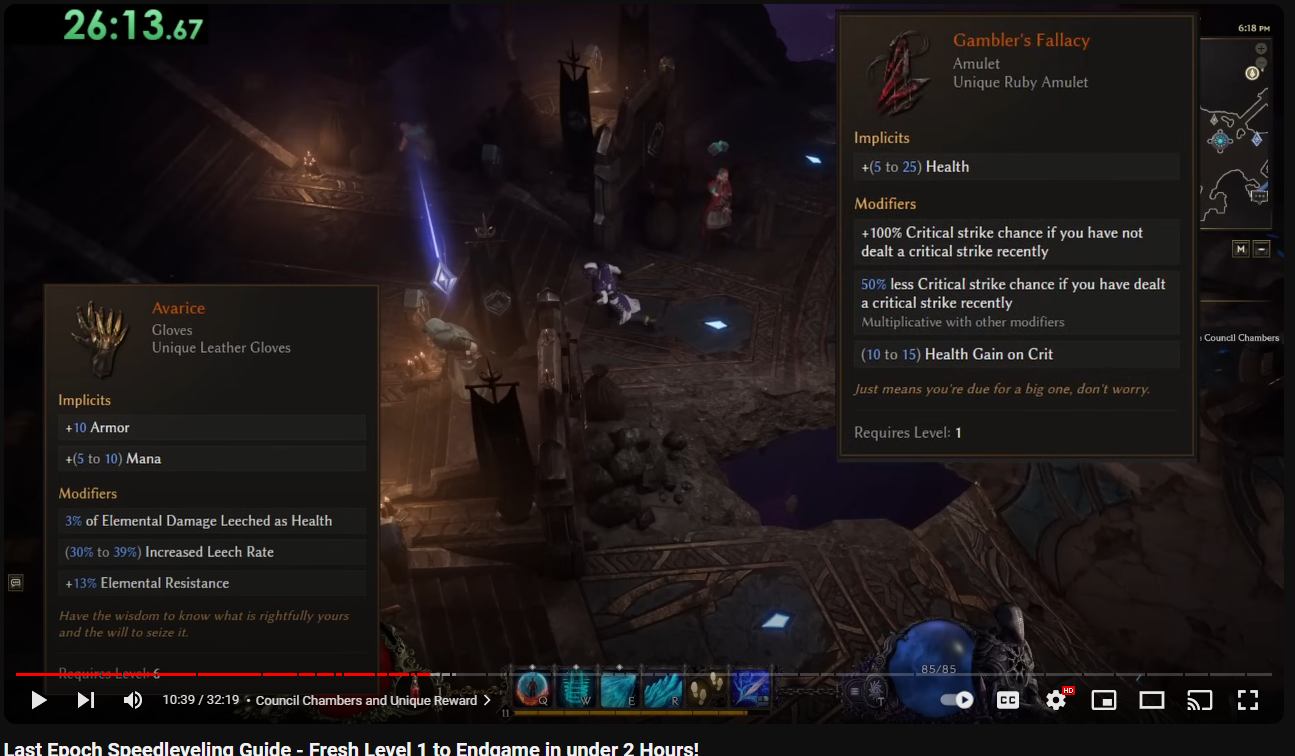 26:13.67
6:18 PM
Gambler's Fallacy
Amulet
Unique Ruby Amulet
Implicits
+(5 to 25) Health
Modifiers
+100% Critical strike chance if you have not
dealt a critical strike recently
50% less Critical strike chance if you have dealt
a critical strike recently
Multiplicative with other modifiers
(10 to 15) Health Gain on Crit
Just means you're due for a big one, don't worry.
Requires Level: 1
M
Council Chambers
Avarice
Gloves
Unique Leather Gloves
Implicits
+10 Armor
+(5 to 10) Mana
Modifiers
3% of Elemental Damage Leeched as Health
(30% to 39%) Increased Leech Rate
+13% Elemental Resistance
Have the wisdom to know what is rightfully yours
and the will to seize it.
Requires Level: 6
85/85
Q W E R T
11
10:39 / 32:19 • Council Chambers and Unique Reward
CC
HD
Last Epoch Speedleveling Guide - Fresh Level 1 to Endgame in under 2 Hours!